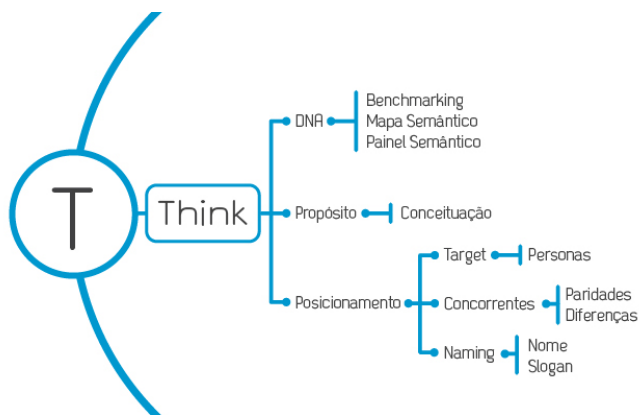 T
Think
DNA
Benchmarking
Mapa Semântico
Painel Semântico
Propósito
Conceituação
Posicionamento
Target
Personas
Concorrentes
Paridades
Diferenças
Naming
Nome
Slogan